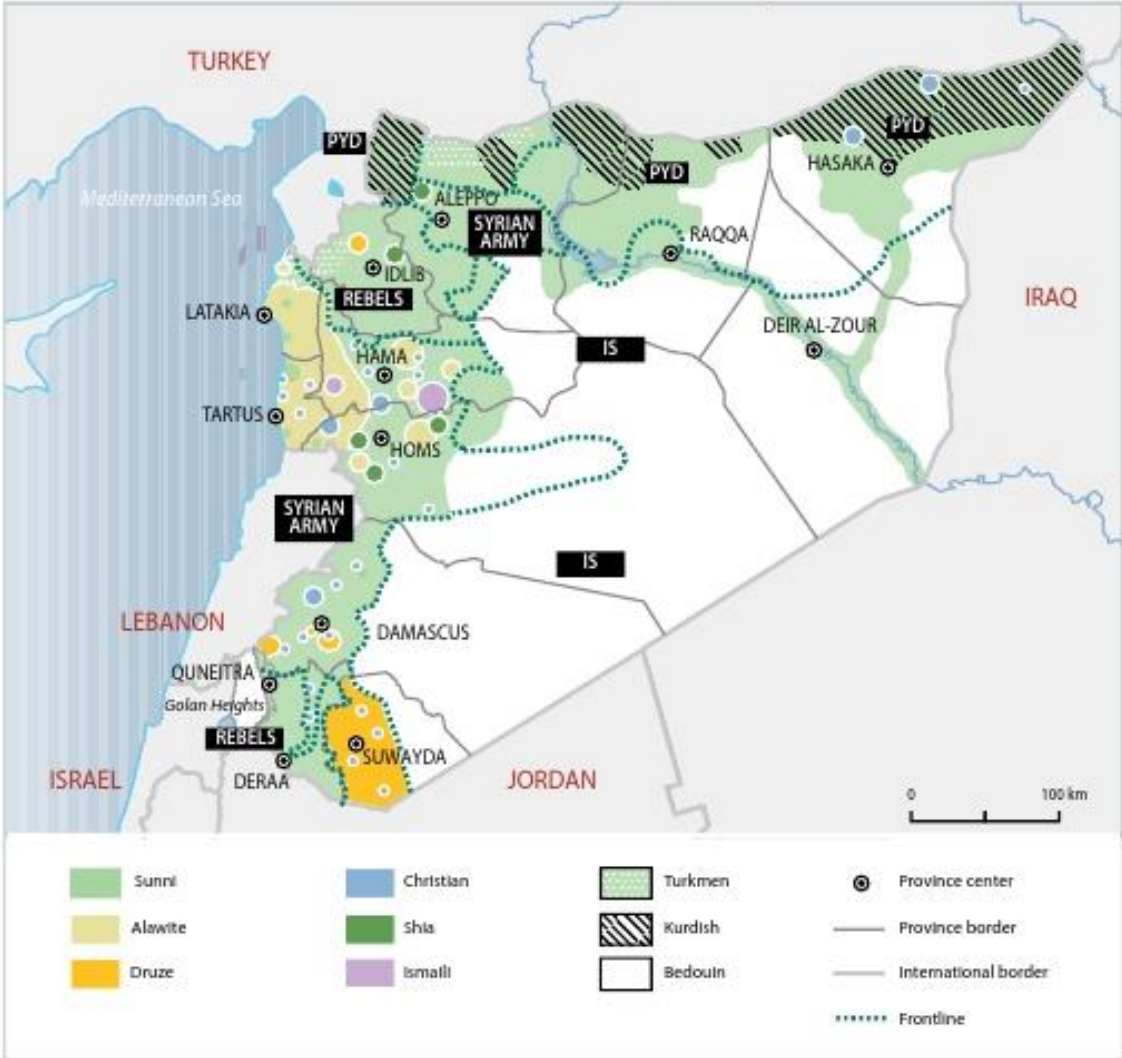 TURKEY
PYD
PYD
HASAKA
PYD
Mediterranean Sea
ALEPPO
SYRIAN
ARMY
RAQQA
IDLIB
REBELS
LATAKIA
IRAQ
DEIR AL-ZOUR
IS
HAMA
TARTUS
HOMS
SYRIAN
ARMY
IS
LEBANON
DAMASCUS
QUNEITRA
Golan Heights
REBELS
SUWAYDA
ISRAEL
DERAA
JORDAN
0 100 km
Sunni
Christian
Turkmen
Province center
Alawite
Shia
Kurdish
Province border
Druze
Ismaili
Bedouin
International border
Frontline